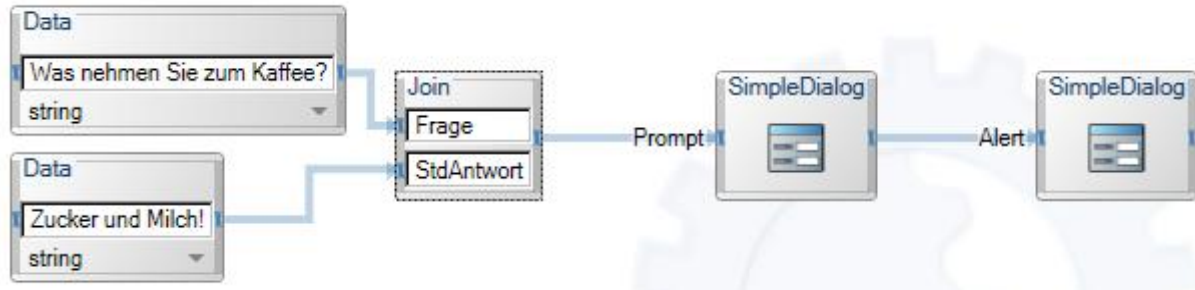 Data
Was nehmen Sie zum Kaffee?
string
Data
Zucker und Milch!
string
Join
Frage
StdAntwort
Prompt
SimpleDialog
Alert
SimpleDialog